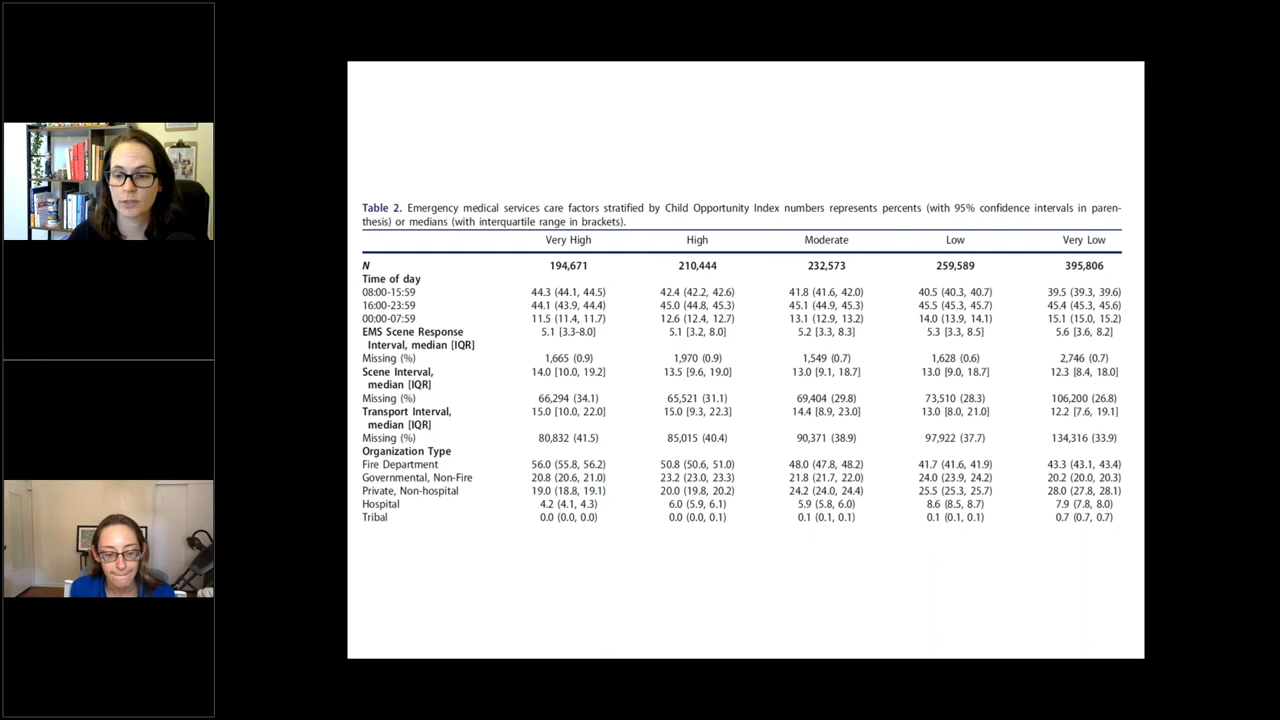 Table 2. Emergency medical services care factors stratified by Child Opportunity Index numbers represents percents (with 95% confidence intervals in paren-
thesis) or medians (with interquartile range in brackets).
Very High High Moderate Low Very Low
N 194,671 210,444 232,573 259,589 395,806
Time of day
08:00-15:59 44.3 (44.1, 44.5) 42.4 (42.2, 42.6) 41.8 (41.6, 42.0) 40.5 (40.3, 40.7) 39.5 (39.3, 39.6)
16:00-23:59 44.1 (43.9, 44.4) 45.0 (44.8, 45.3) 45.1 (44.9, 45.3) 45.5 (45.3, 45.7) 45.4 (45.3, 45.6)
00:00-07:59 11.5 (11.4, 11.7) 12.6 (12.4, 12.7) 13.1 (12.9, 13.2) 14.0 (13.9, 14.1) 15.1 (15.0, 15.2)
EMS Scene Response 5.1 [3.3-8.0] 5.1 [3.2, 8.0] 5.2 [3.3, 8.3] 5.3 [3.3, 8.5] 5.6 [3.6, 8.2]
Interval, median [IQR]
Missing (%) 1,665 (0.9) 1,970 (0.9) 1,549 (0.7) 1,628 (0.6) 2,746 (0.7)
Scene Interval, 14.0 [10.0, 19.2] 13.5 [9.6, 19.0] 13.0 [9.1, 18.7] 13.0 [9.0, 18.7] 12.3 [8.4, 18.0]
median [IQR]
Missing (%) 66,294 (34.1) 65,521 (31.1) 69,404 (29.8) 73,510 (28.3) 106,200 (26.8)
Transport Interval, 15.0 [10.0, 22.0] 15.0 [9.3, 22.3] 14.4 [8.9, 23.0] 13.0 [8.0, 21.0] 12.2 [7.6, 19.1]
median [IQR]
Missing (%) 80,832 (41.5) 85,015 (40.4) 90,371 (38.9) 97,922 (37.7) 134,316 (33.9)
Organization Type
Fire Department 56.0 (55.8, 56.2) 50.8 (50.6, 51.0) 48.0 (47.8, 48.2) 41.7 (41.6, 41.9) 43.3 (43.1, 43.4)
Governmental, Non-Fire 20.8 (20.6, 21.0) 23.2 (23.0, 23.3) 21.8 (21.7, 22.0) 24.0 (23.9, 24.2) 20.2 (20.0, 20.3)
Private, Non-hospital 19.0 (18.8, 19.1) 20.0 (19.8, 20.2) 24.2 (24.0, 24.4) 25.5 (25.3, 25.7) 28.0 (27.8, 28.1)
Hospital 4.2 (4.1, 4.3) 6.0 (5.9, 6.1) 5.9 (5.8, 6.0) 8.6 (8.5, 8.7) 7.9 (7.8, 8.0)
Tribal 0.0 (0.0, 0.0) 0.0 (0.0, 0.1) 0.1 (0.1, 0.1) 0.1 (0.1, 0.1) 0.7 (0.7, 0.7)